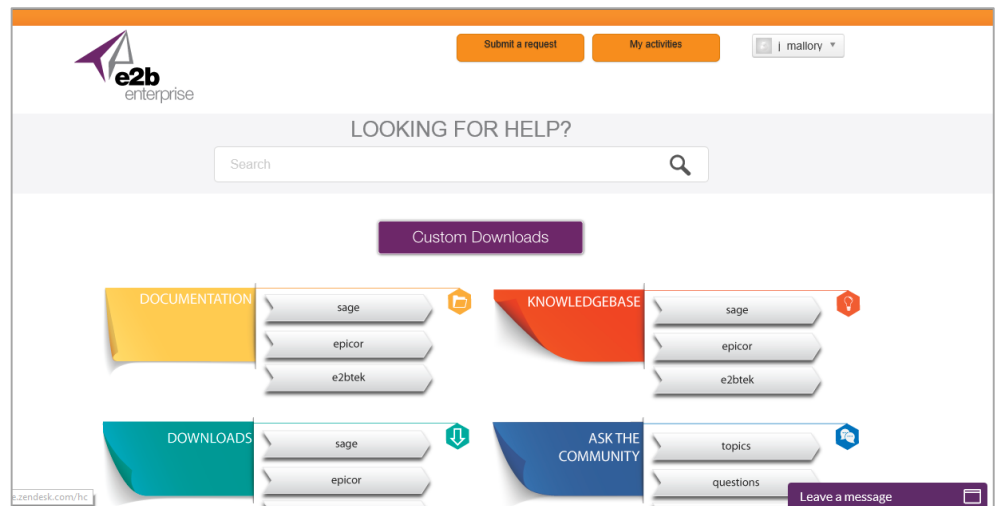 Submit a request
My activities
j mallory
e2b
enterprise
LOOKING FOR HELP?
Search
Custom Downloads
DOCUMENTATION
sage
epicor
e2btek
KNOWLEDGEBASE
sage
epicor
e2btek
DOWNLOADS
sage
epicor
ASK THE
COMMUNITY
topics
questions
e.zendesk.com/hc
Leave a message